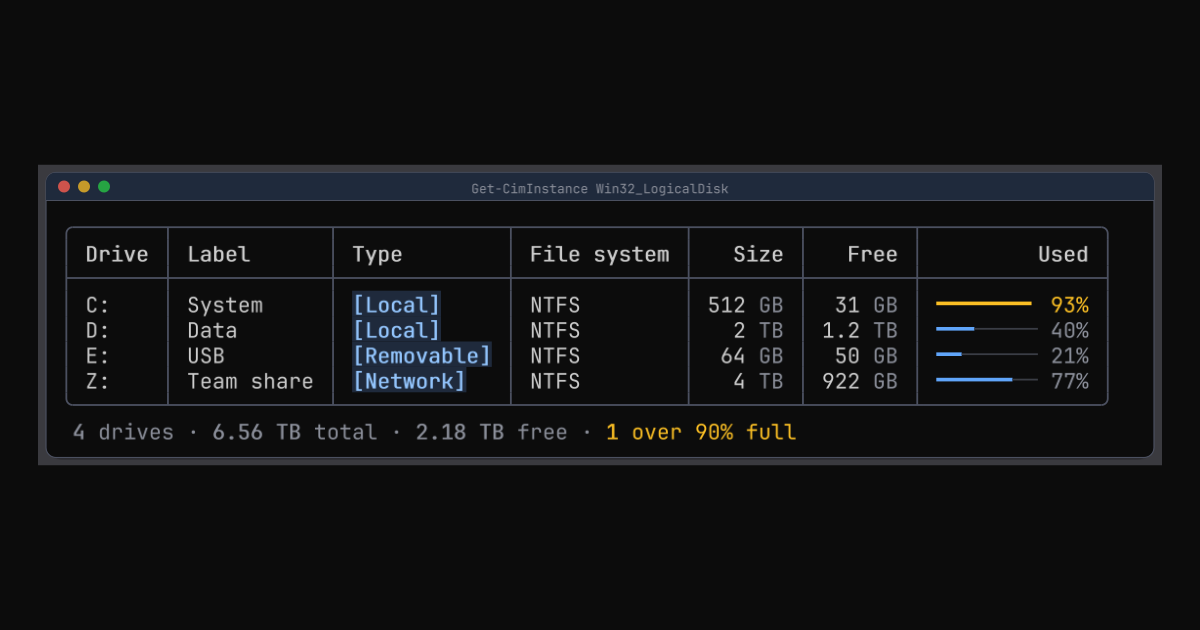 Get-CimInstance Win32_LogicalDisk
Drive Label Type File system Size Free Used
C: System [Local] NTFS 512 GB 31 GB 93%
D: Data [Local] NTFS 2 TB 1.2 TB 40%
E: USB [Removable] NTFS 64 GB 50 GB 21%
Z: Team share [Network] NTFS 4 TB 922 GB 77%
4 drives · 6.56 TB total · 2.18 TB free · 1 over 90% full